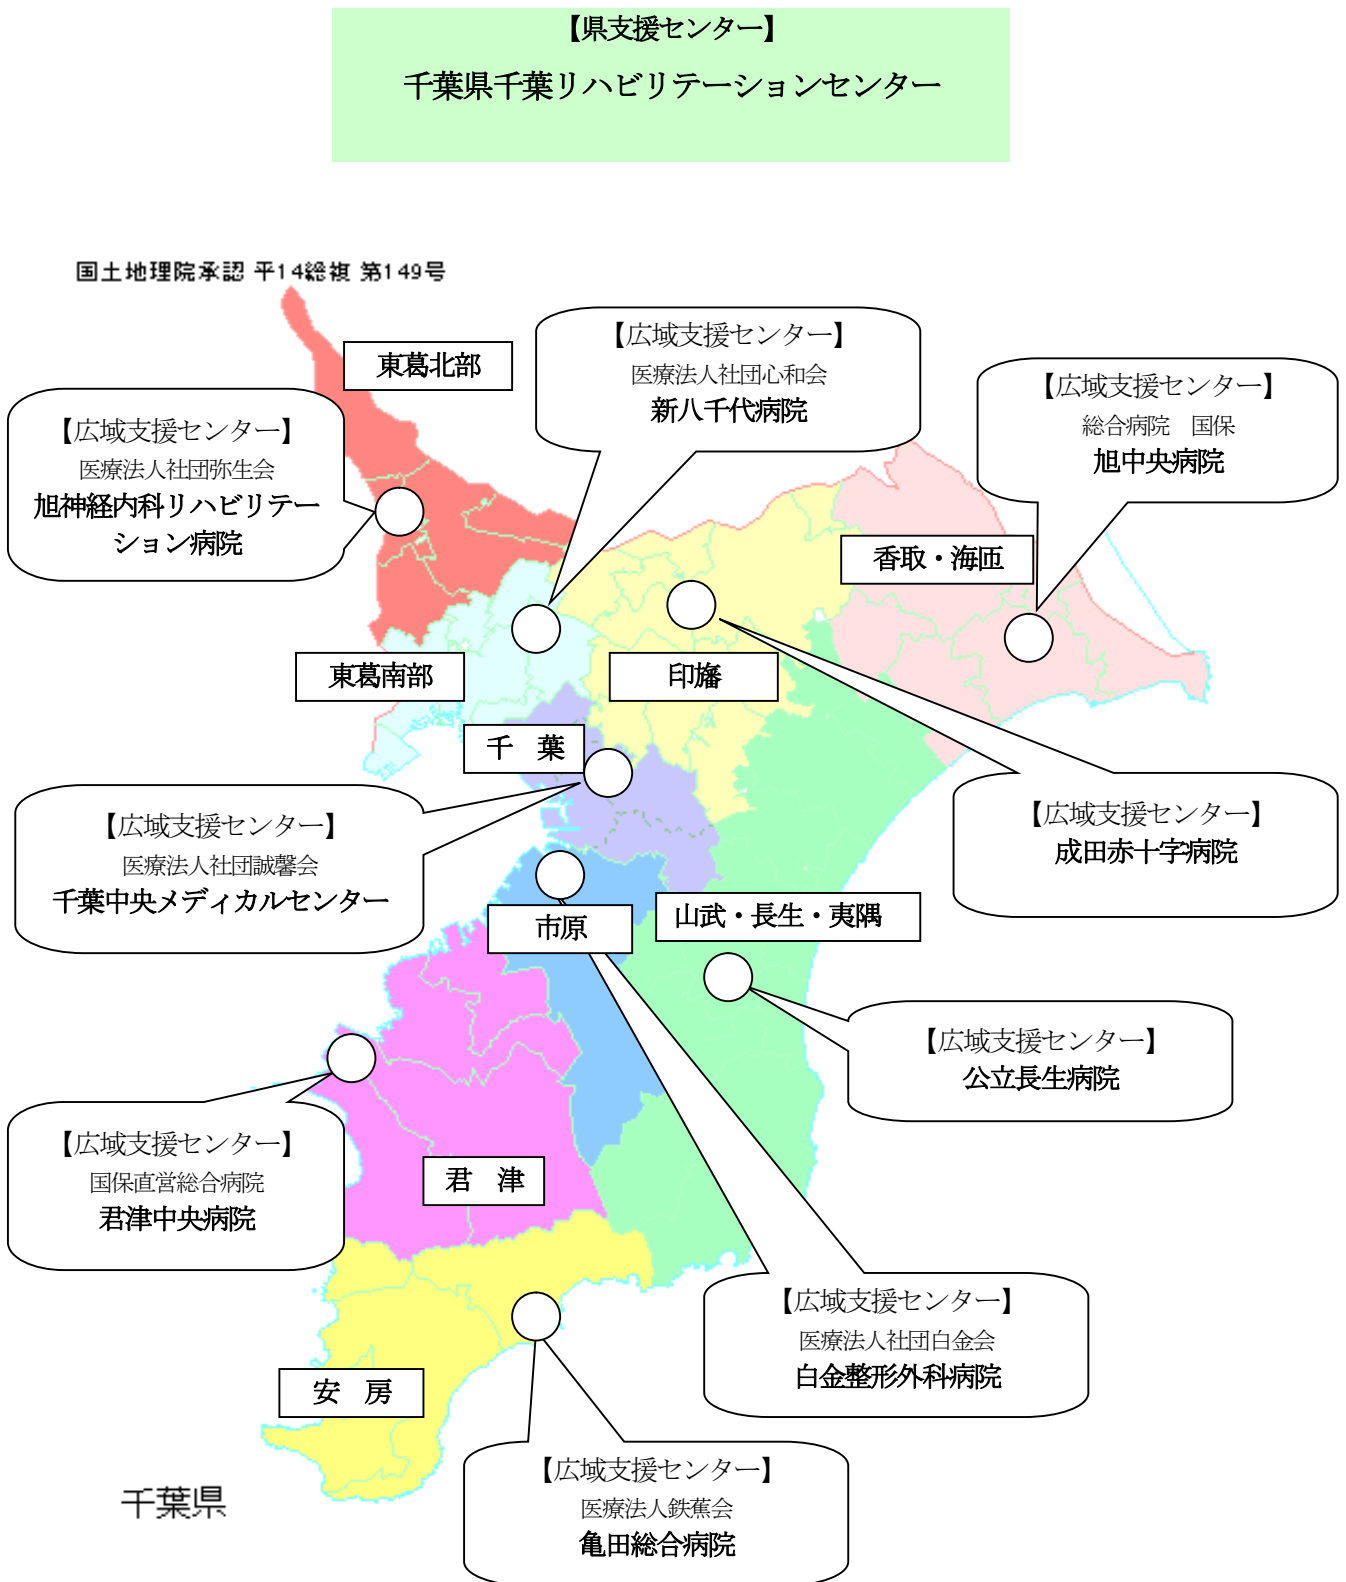 【県支援センター】
千葉県千葉リハビリテーションセンター
国土地理院承認 平14総複 第149号
東葛北部
【広域支援センター】
医療法人社団心和会
新八千代病院
【広域支援センター】
総合病院　国保
旭中央病院
【広域支援センター】
医療法人社団弥生会
旭神経内科リハビリテー
ション病院
香取・海匝
東葛南部
印旛
千　葉
【広域支援センター】
医療法人社団誠馨会
千葉中央メディカルセンター
【広域支援センター】
成田赤十字病院
市原
山武・長生・夷隅
【広域支援センター】
公立長生病院
【広域支援センター】
国保直営総合病院
君津中央病院
君　津
【広域支援センター】
医療法人社団白金会
白金整形外科病院
安　房
【広域支援センター】
医療法人鉄蕉会
亀田総合病院
千葉県